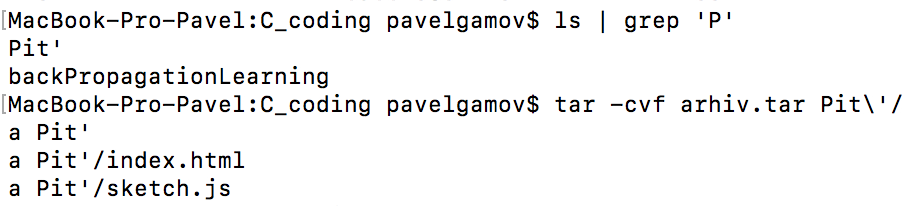 [MacBook-Pro-Pavel:C_coding pavelgamov$ ls | grep 'P'
Pit'
backPropagationLearning
[MacBook-Pro-Pavel:C_coding pavelgamov$ tar -cvf arhiv.tar Pit\'/
a Pit'
a Pit'/index.html
a Pit'/sketch.js